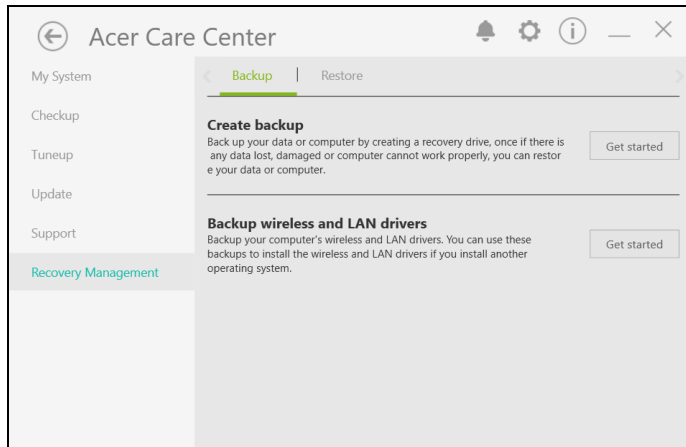 Acer Care Center
My System
Checkup
Tuneup
Update
Support
Recovery Management
Backup | Restore
Create backup
Back up your data or computer by creating a recovery drive, once if there is
any data lost, damaged or computer cannot work properly, you can restor
e your data or computer.
Get started
Backup wireless and LAN drivers
Backup your computer's wireless and LAN drivers. You can use these
backups to install the wireless and LAN drivers if you install another
operating system.
Get started